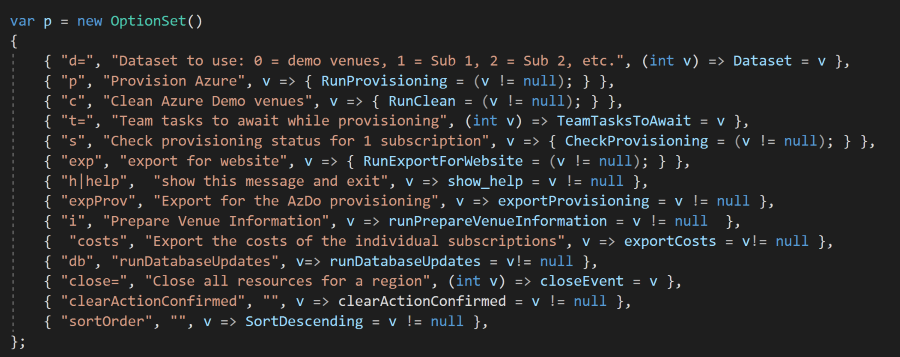 var p = new OptionSet()
{
{ "d=", "Dataset to use: 0 = demo venues, 1 = Sub 1, 2 = Sub 2, etc.", (int v) => Dataset = v },
{ "p", "Provision Azure", v => { RunProvisioning = (v != null); } },
{ "c", "Clean Azure Demo venues", v => { RunClean = (v != null); } },
{ "t=", "Team tasks to await while provisioning", (int v) => TeamTasksToAwait = v },
{ "s", "Check provisioning status for 1 subscription", v => { CheckProvisioning = (v != null); } },
{ "exp", "export for website", v => { RunExportForWebsite = (v != null); } },
{ "h|help",  "show this message and exit", v => show_help = v != null },
{ "expProv", "Export for the AzDo provisioning", v => exportProvisioning = v != null },
{ "i", "Prepare Venue Information", v => runPrepareVenueInformation = v != null  },
{  "costs", "Export the costs of the individual subscriptions", v => exportCosts = v!= null },
{ "db", "runDatabaseUpdates", v=> runDatabaseUpdates = v!= null },
{ "close=", "Close all resources for a region", (int v) => closeEvent = v },
{ "clearActionConfirmed", "", v => clearActionConfirmed = v != null },
{ "sortOrder", "", v => SortDescending = v != null },
};